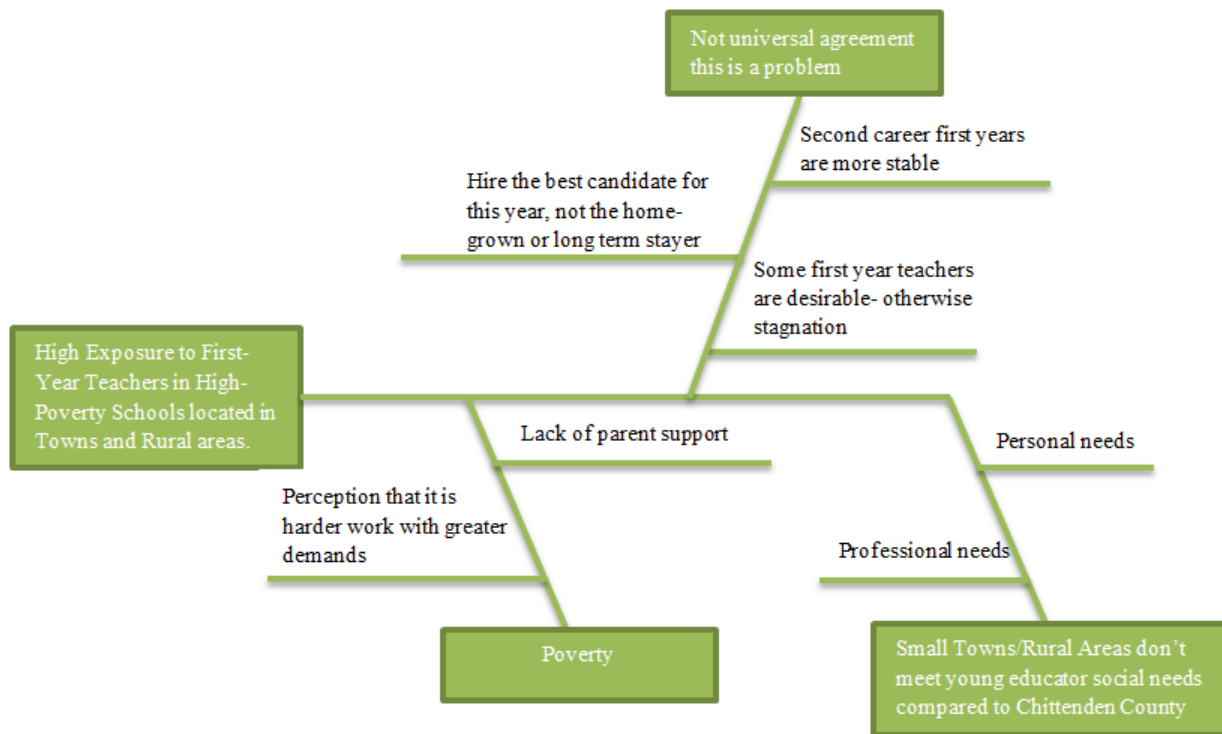 Not universal agreement
this is a problem
Second career first years
are more stable
Hire the best candidate for
this year, not the home-
grown or long term stayer
Some first year teachers
are desirable- otherwise
stagnation
High Exposure to First-
Year Teachers in High-
Poverty Schools located in
Towns and Rural areas.
Lack of parent support
Personal needs
Perception that it is
harder work with greater
demands
Professional needs
Poverty
Small Towns/Rural Areas don’t
meet young educator social needs
compared to Chittenden County